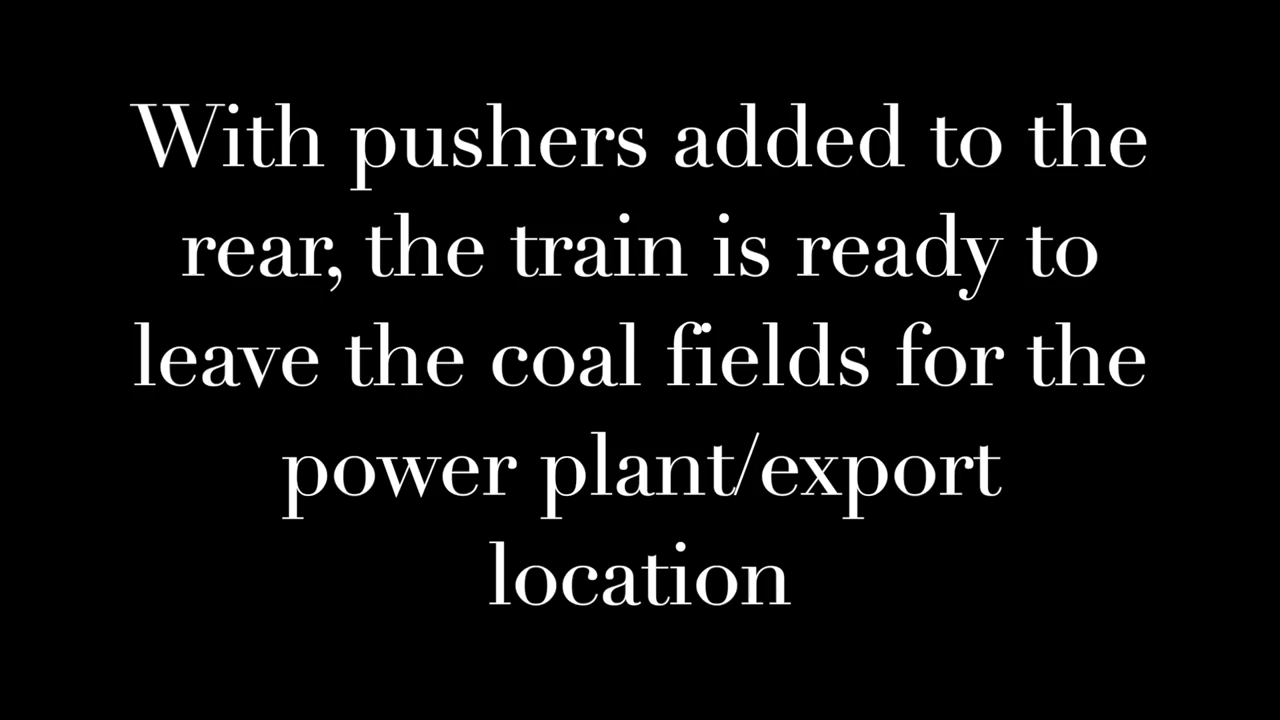 With pushers added to the
rear, the train is ready to
leave the coal fields for the
power plant/export
location